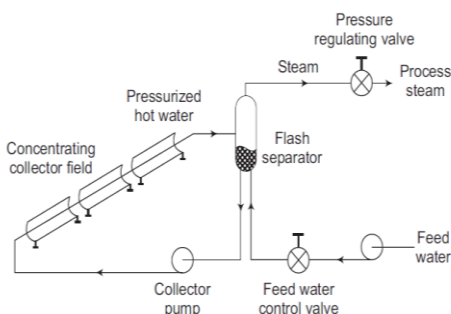 Pressure
regulating valve
Steam
Process
steam
Pressurized
hot water
Concentrating
collector field
Flash
separator
Feed
water
Collector
pump
Feed water
control valve